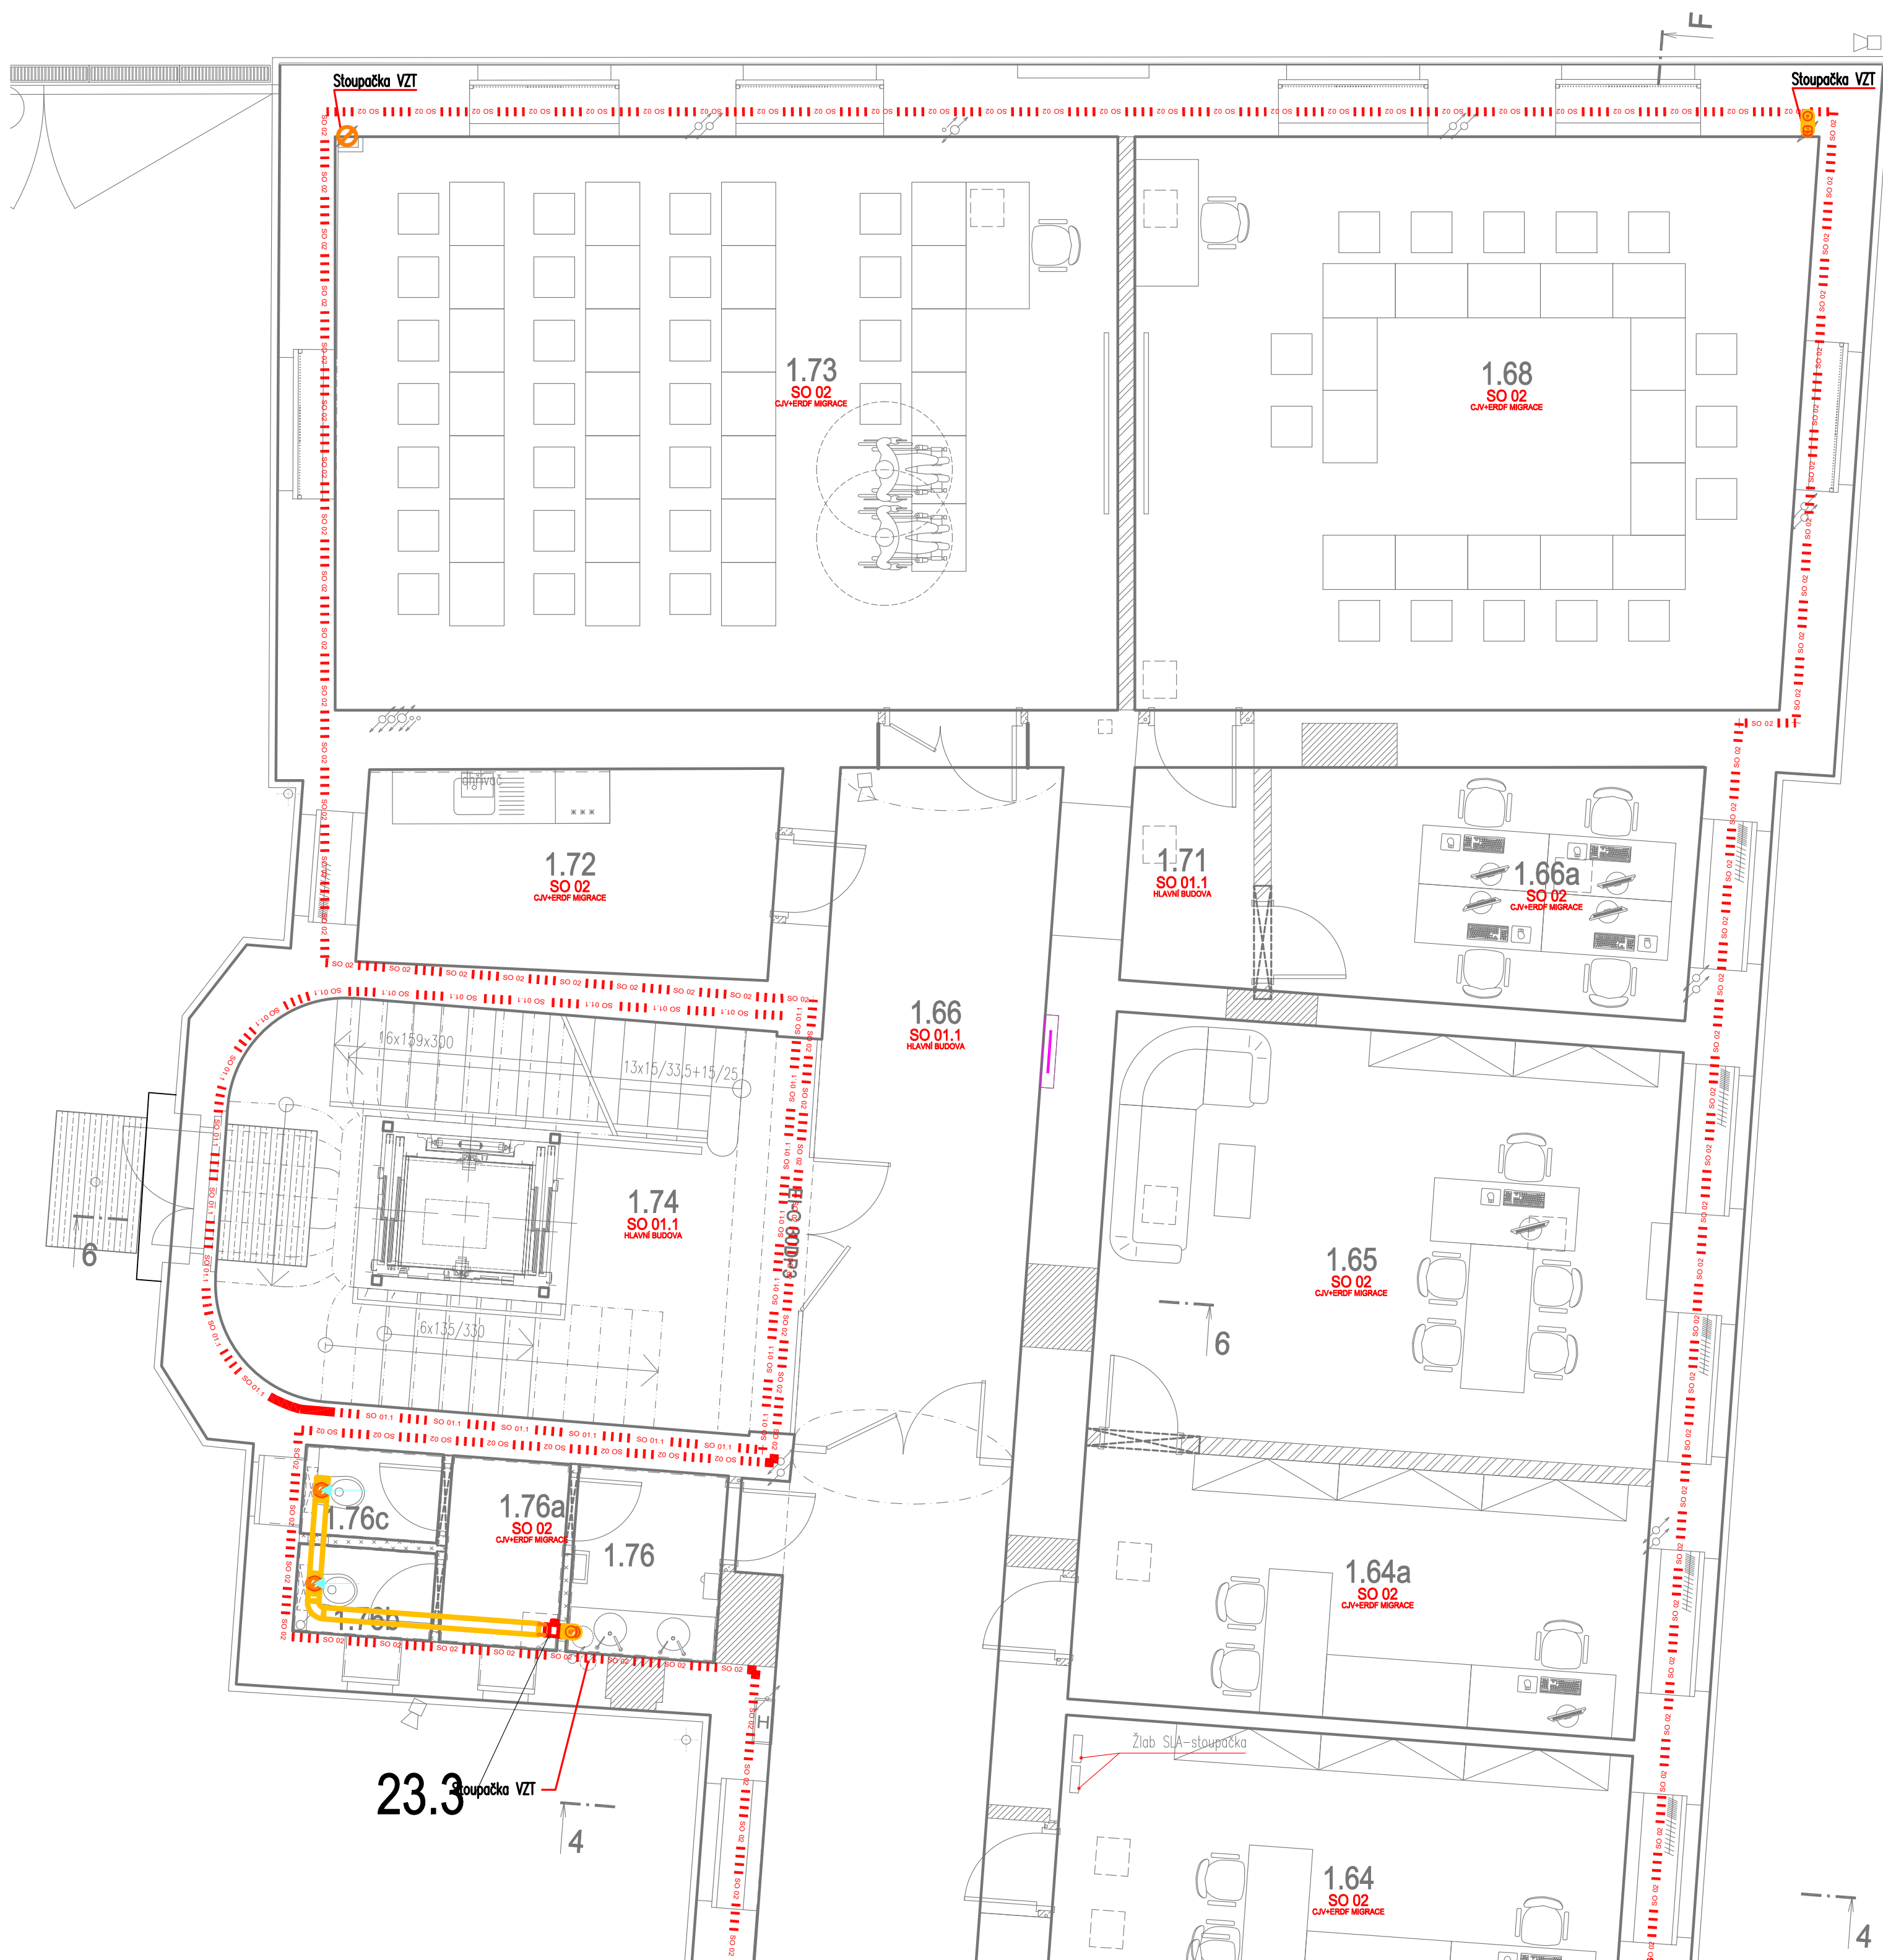 F
Stoupačka VZT
Stoupačka VZT
1.73
SO 02
CJV+ERDF MIGRACE
1.68
SO 02
CJV+ERDF MIGRACE
ohřívač
1.72
SO 02
CJV+ERDF MIGRACE
1.71
SO 01.1
HLAVNÍ BUDOVA
1.66a
SO 02
CJV+ERDF MIGRACE
1.66
SO 01.1
HLAVNÍ BUDOVA
16x159x300
13x15/33,5+15/25
1.74
SO 01.1
HLAVNÍ BUDOVA
6
1.65
SO 02
CJV+ERDF MIGRACE
6
6x135/330
1.76c
1.76a
SO 02
CJV+ERDF MIGRACE
1.76
1.76b
1.64a
SO 02
CJV+ERDF MIGRACE
H
Žlab SLA-stoupačka
23.3
Stoupačka VZT
4
1.64
SO 02
CJV+ERDF MIGRACE
4